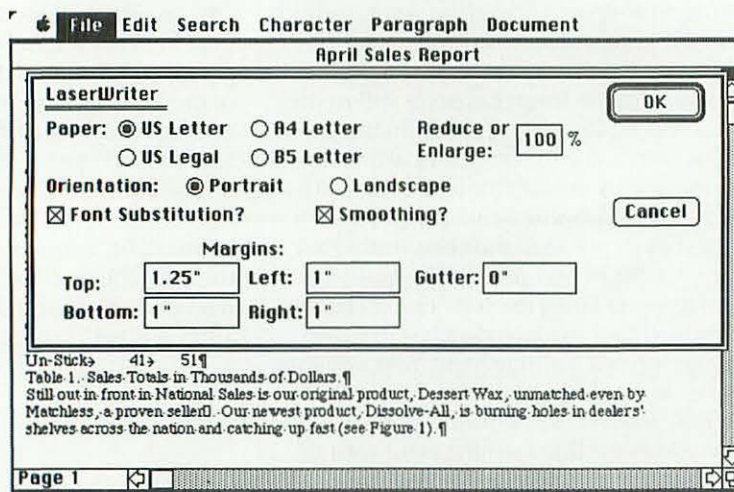 File Edit Search Character Paragraph Document
April Sales Report
LaserWriter
OK
Paper: US Letter A4 Letter
Reduce or Enlarge: 100 %
US Legal B5 Letter
Orientation: Portrait Landscape
Font Substitution? Smoothing?
Cancel
Margins:
Top: 1.25" Left: 1" Gutter: 0"
Bottom: 1" Right: 1"
Un-Stick→ 41→ 51¶
Table 1.·Sales·Totals·in·Thousands·of·Dollars.¶
Still·out·in·front·in·National·Sales·is·our·original·product,·Dessert·Wax,·unmatched·even·by·
Matchless,·a·proven·seller▯.··Our·newest·product,·Dissolve-All,·is·burning·holes·in·dealers'·
shelves·across·the·nation·and·catching·up·fast·(see·Figure·1).¶
Page 1